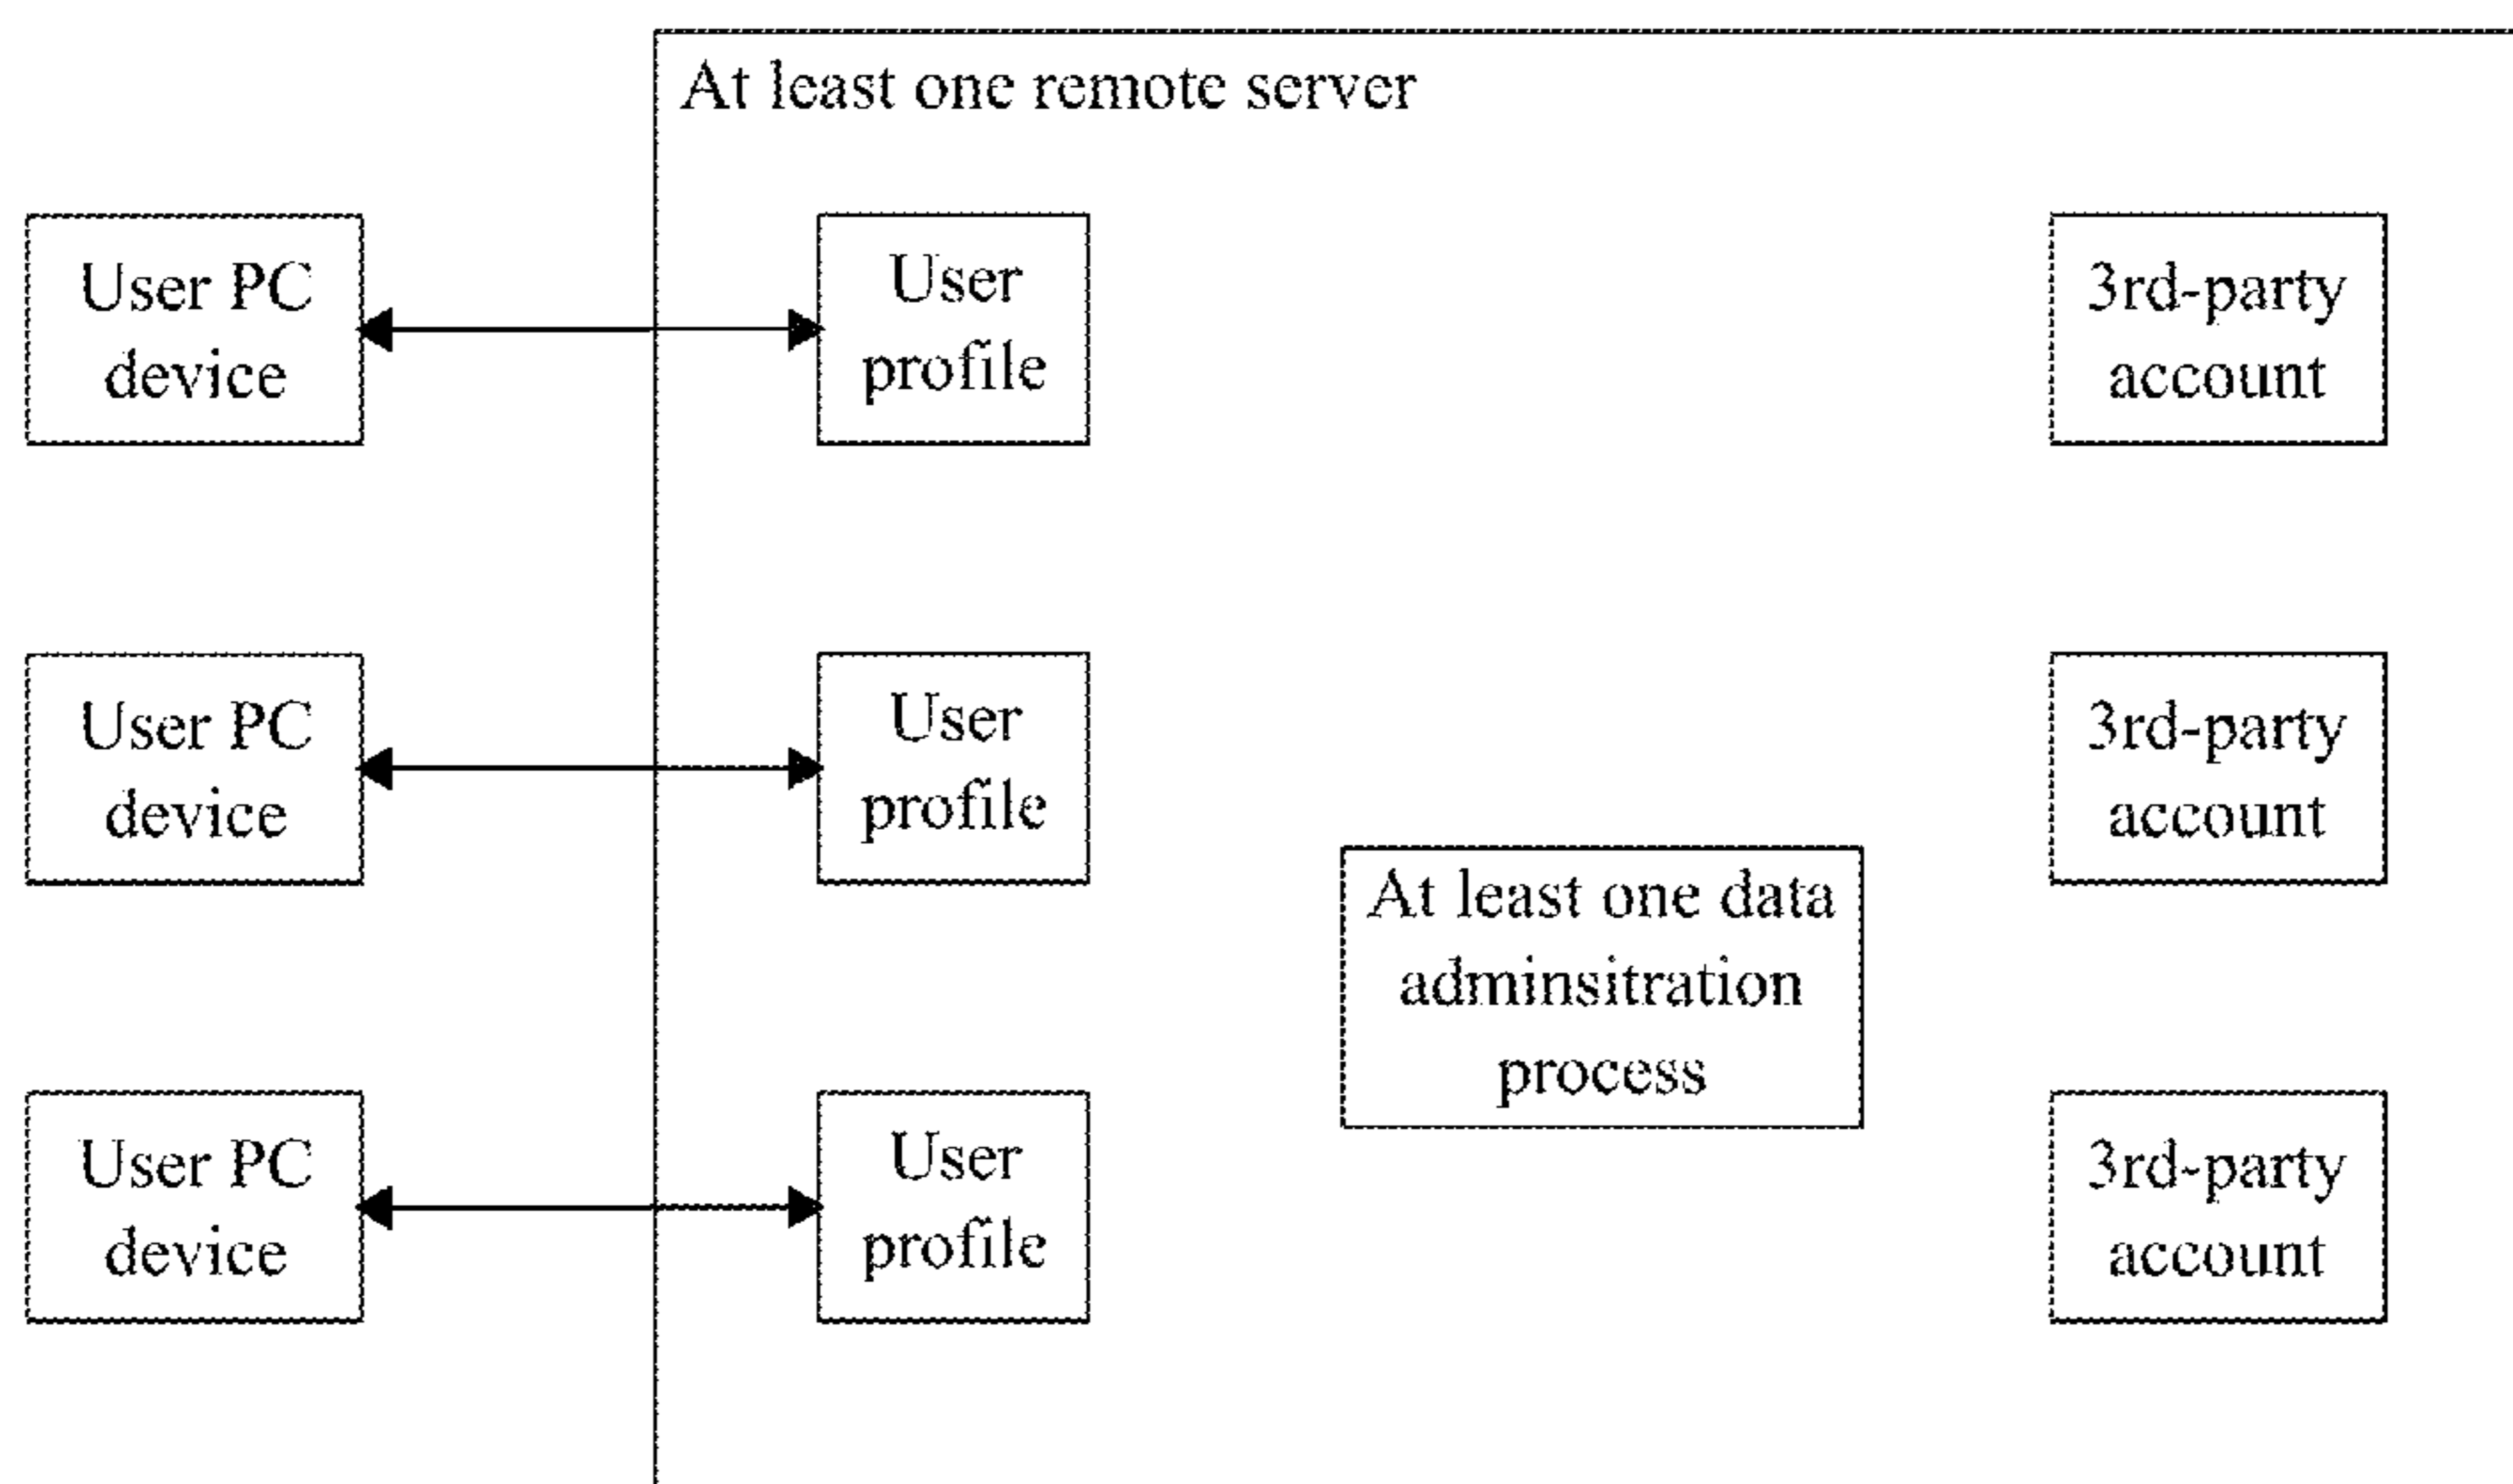 At least one remote server
User PC
device
User
profile
3rd-party
account
User PC
device
User
profile
3rd-party
account
At least one data
adminsitration
process
User PC
device
User
profile
3rd-party
account